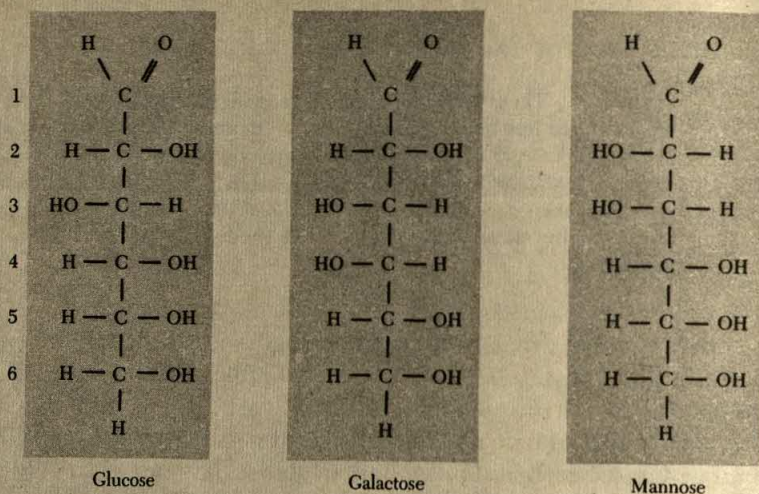 H O H O H O
1 C C C
2 H — C — OH H — C — OH HO — C — H
3 HO — C — H HO — C — H HO — C — H
4 H — C — OH HO — C — H H — C — OH
5 H — C — OH H — C — OH H — C — OH
6 H — C — OH H — C — OH H — C — OH
H H H
Glucose Galactose Mannose